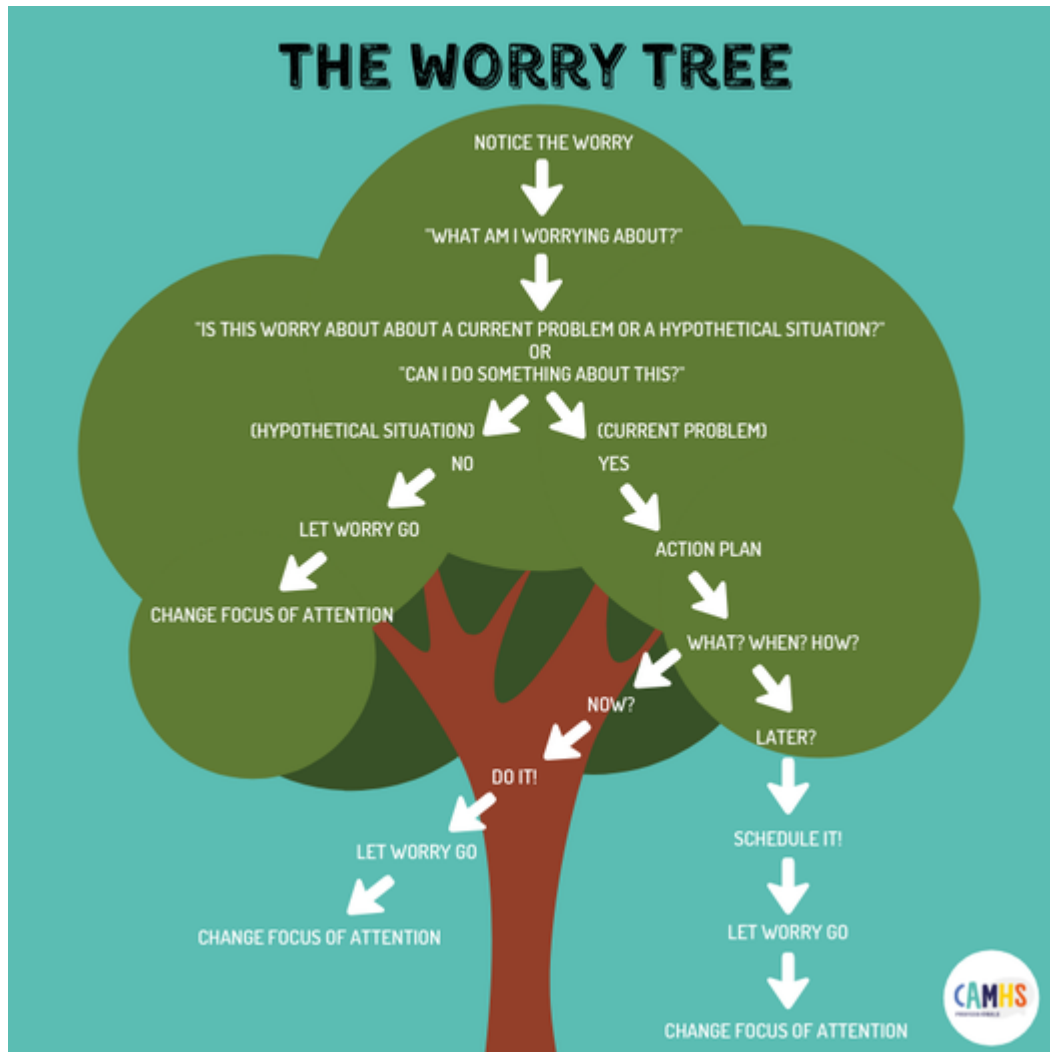 THE WORRY TREE
NOTICE THE WORRY
"WHAT AM I WORRYING ABOUT?"
"IS THIS WORRY ABOUT ABOUT A CURRENT PROBLEM OR A HYPOTHETICAL SITUATION?"
OR
"CAN I DO SOMETHING ABOUT THIS?"
(HYPOTHETICAL SITUATION)
NO
LET WORRY GO
CHANGE FOCUS OF ATTENTION
(CURRENT PROBLEM)
YES
ACTION PLAN
WHAT? WHEN? HOW?
NOW?
DO IT!
LET WORRY GO
CHANGE FOCUS OF ATTENTION
LATER?
SCHEDULE IT!
LET WORRY GO
CHANGE FOCUS OF ATTENTION
CAMHS